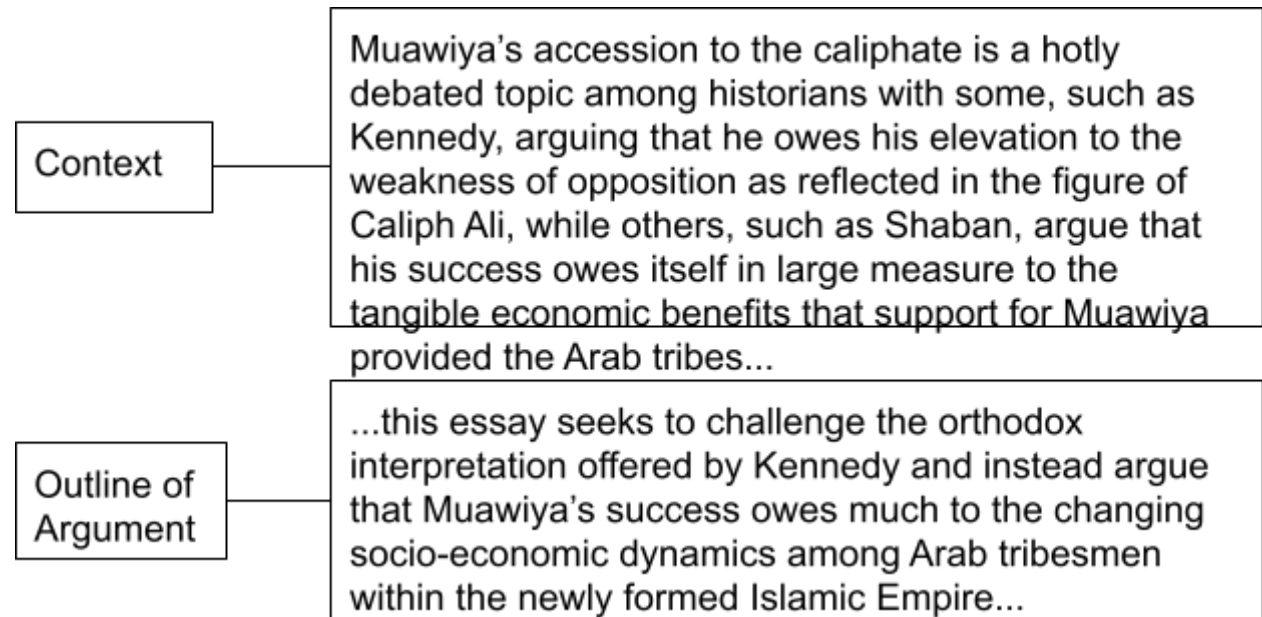 Context
Muawiya’s accession to the caliphate is a hotly
debated topic among historians with some, such as
Kennedy, arguing that he owes his elevation to the
weakness of opposition as reflected in the figure of
Caliph Ali, while others, such as Shaban, argue that
his success owes itself in large measure to the
tangible economic benefits that support for Muawiya
provided the Arab tribes...
Outline of
Argument
...this essay seeks to challenge the orthodox
interpretation offered by Kennedy and instead argue
that Muawiya’s success owes much to the changing
socio-economic dynamics among Arab tribesmen
within the newly formed Islamic Empire...